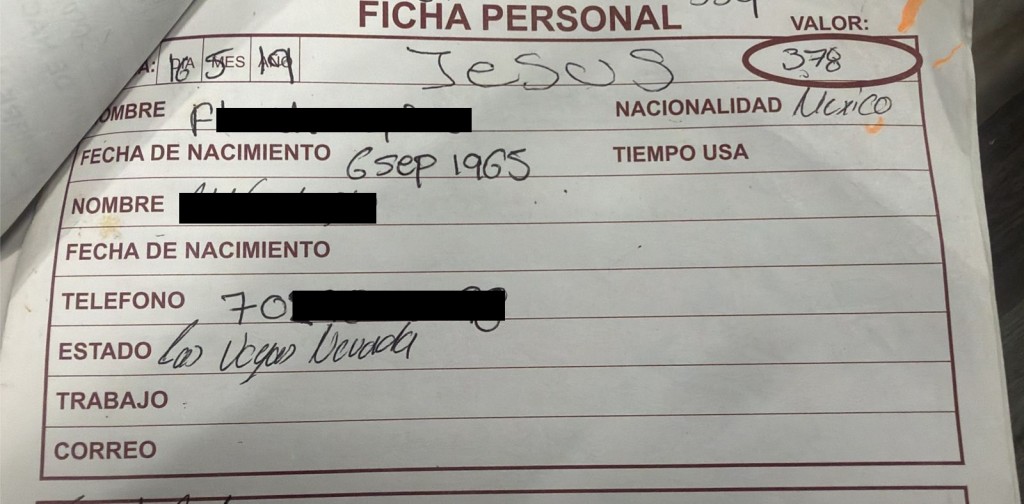 FICHA PERSONAL
VALOR:
A: DIA MES AÑO 18 5 19 Jesus 378
OMBRE NACIONALIDAD Mexico
FECHA DE NACIMIENTO 6 sep 1965 TIEMPO USA
NOMBRE
FECHA DE NACIMIENTO
TELEFONO 70
ESTADO Las Vegas Nevada
TRABAJO
CORREO